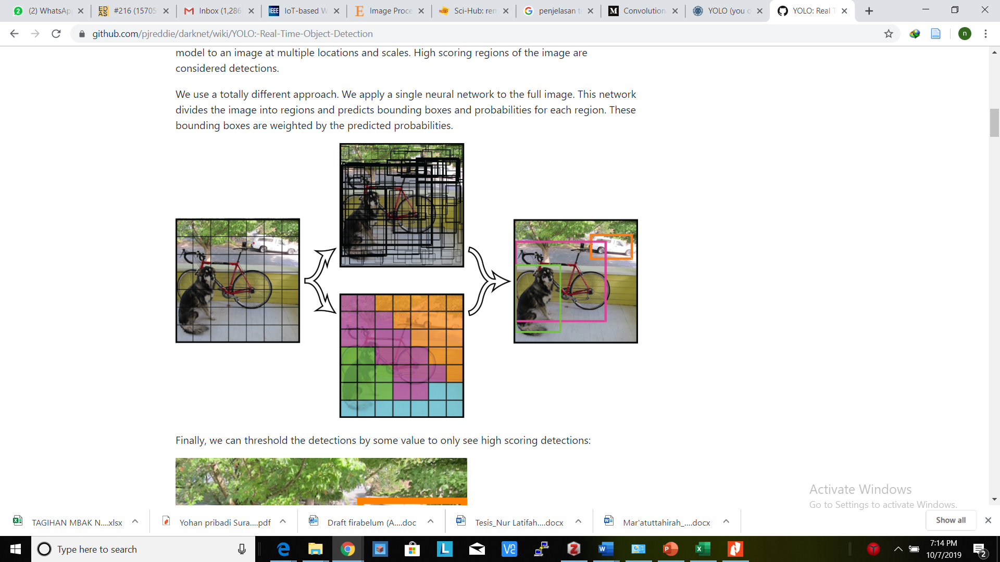 (2) WhatsAp
#216 (15705
Inbox (1,286
IoT-based W
Image Proce
Sci-Hub: rem
penjelasan t
Convolution
YOLO (you o
YOLO: Real T
github.com/pjreddie/darknet/wiki/YOLO:-Real-Time-Object-Detection
model to an image at multiple locations and scales. High scoring regions of the image are
considered detections.
We use a totally different approach. We apply a single neural network to the full image. This network
divides the image into regions and predicts bounding boxes and probabilities for each region. These
bounding boxes are weighted by the predicted probabilities.
Finally, we can threshold the detections by some value to only see high scoring detections:
Activate Windows
Go to Settings to activate Windows.
TAGIHAN MBAK N....xlsx
Yohan pribadi Sura....pdf
Draft firabelum (A....doc
Tesis_Nur Latifah....docx
Mar'atuttahirah_....docx
Show all
Type here to search
7:14 PM
10/7/2019
2